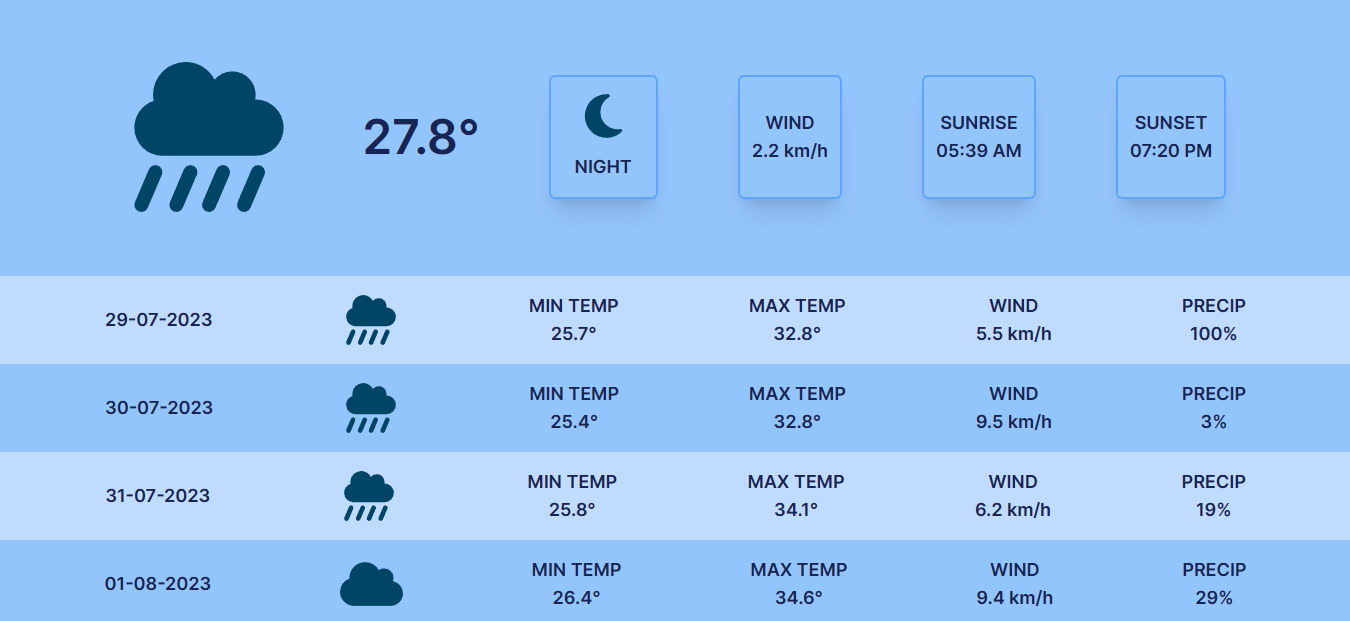 27.8°
NIGHT
WIND
2.2 km/h
SUNRISE
05:39 AM
SUNSET
07:20 PM
29-07-2023
MIN TEMP
25.7°
MAX TEMP
32.8°
WIND
5.5 km/h
PRECIP
100%
30-07-2023
MIN TEMP
25.4°
MAX TEMP
32.8°
WIND
9.5 km/h
PRECIP
3%
31-07-2023
MIN TEMP
25.8°
MAX TEMP
34.1°
WIND
6.2 km/h
PRECIP
19%
01-08-2023
MIN TEMP
26.4°
MAX TEMP
34.6°
WIND
9.4 km/h
PRECIP
29%